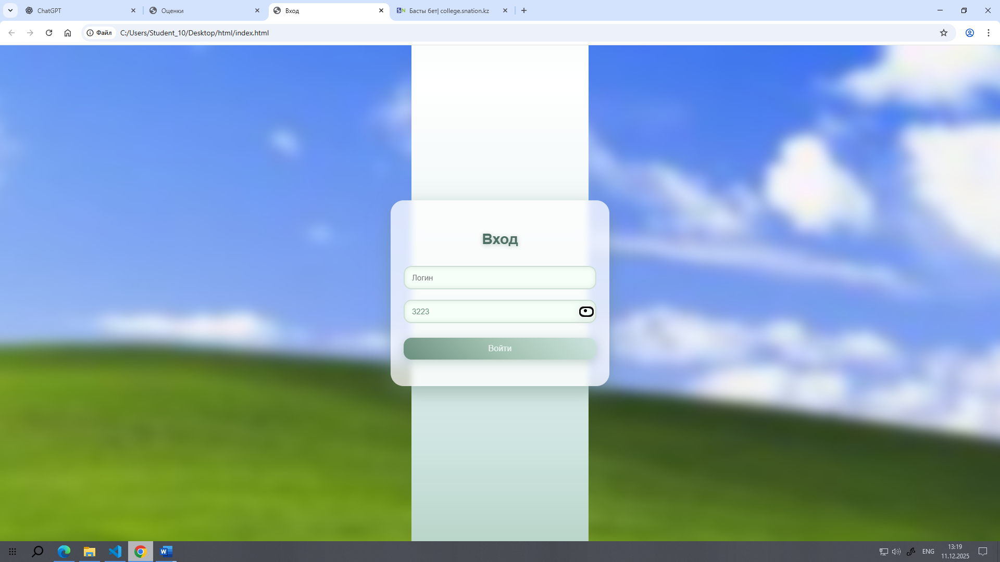 ChatGPT
Оценки
Вход
Басты бет| college.snation.kz
Файл
C:/Users/Student_10/Desktop/html/index.html
Вход
Логин
3223
Войти
ENG
13:19
11.12.2025